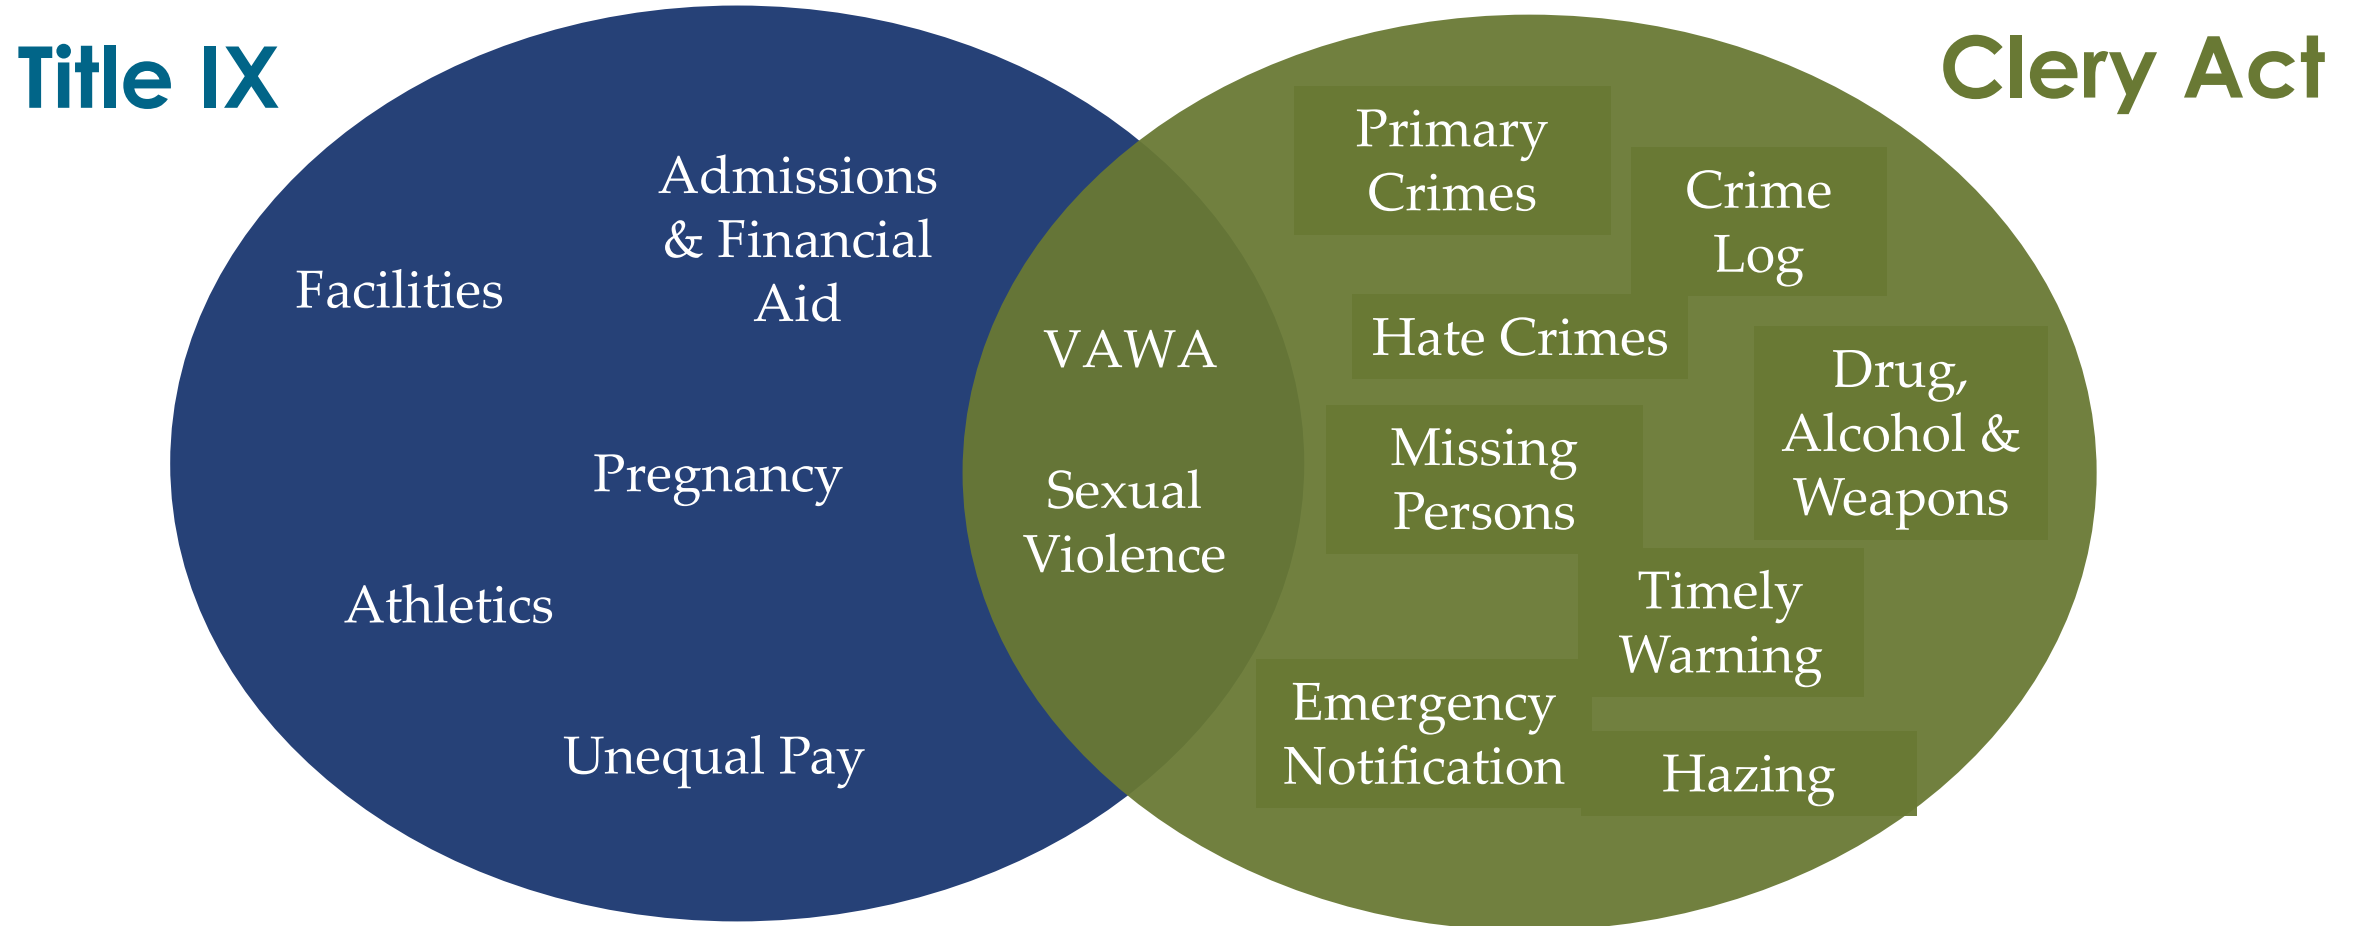 Title IX
Clery Act
Admissions
& Financial
Aid
Facilities
Pregnancy
Athletics
Unequal Pay
VAWA
Sexual
Violence
Primary
Crimes
Crime
Log
Hate Crimes
Drug,
Alcohol &
Weapons
Missing
Persons
Timely
Warning
Emergency
Notification
Hazing